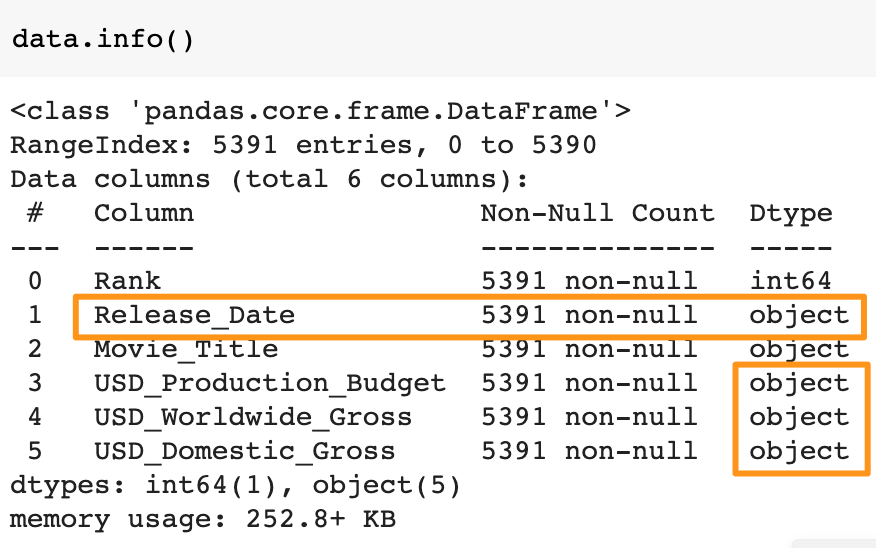 data.info()
<class 'pandas.core.frame.DataFrame'>
RangeIndex: 5391 entries, 0 to 5390
Data columns (total 6 columns):
 #   Column                 Non-Null Count  Dtype
---  ------                 --------------  -----
 0   Rank                   5391 non-null   int64
 1   Release_Date           5391 non-null   object
 2   Movie_Title            5391 non-null   object
 3   USD_Production_Budget  5391 non-null   object
 4   USD_Worldwide_Gross    5391 non-null   object
 5   USD_Domestic_Gross     5391 non-null   object
dtypes: int64(1), object(5)
memory usage: 252.8+ KB